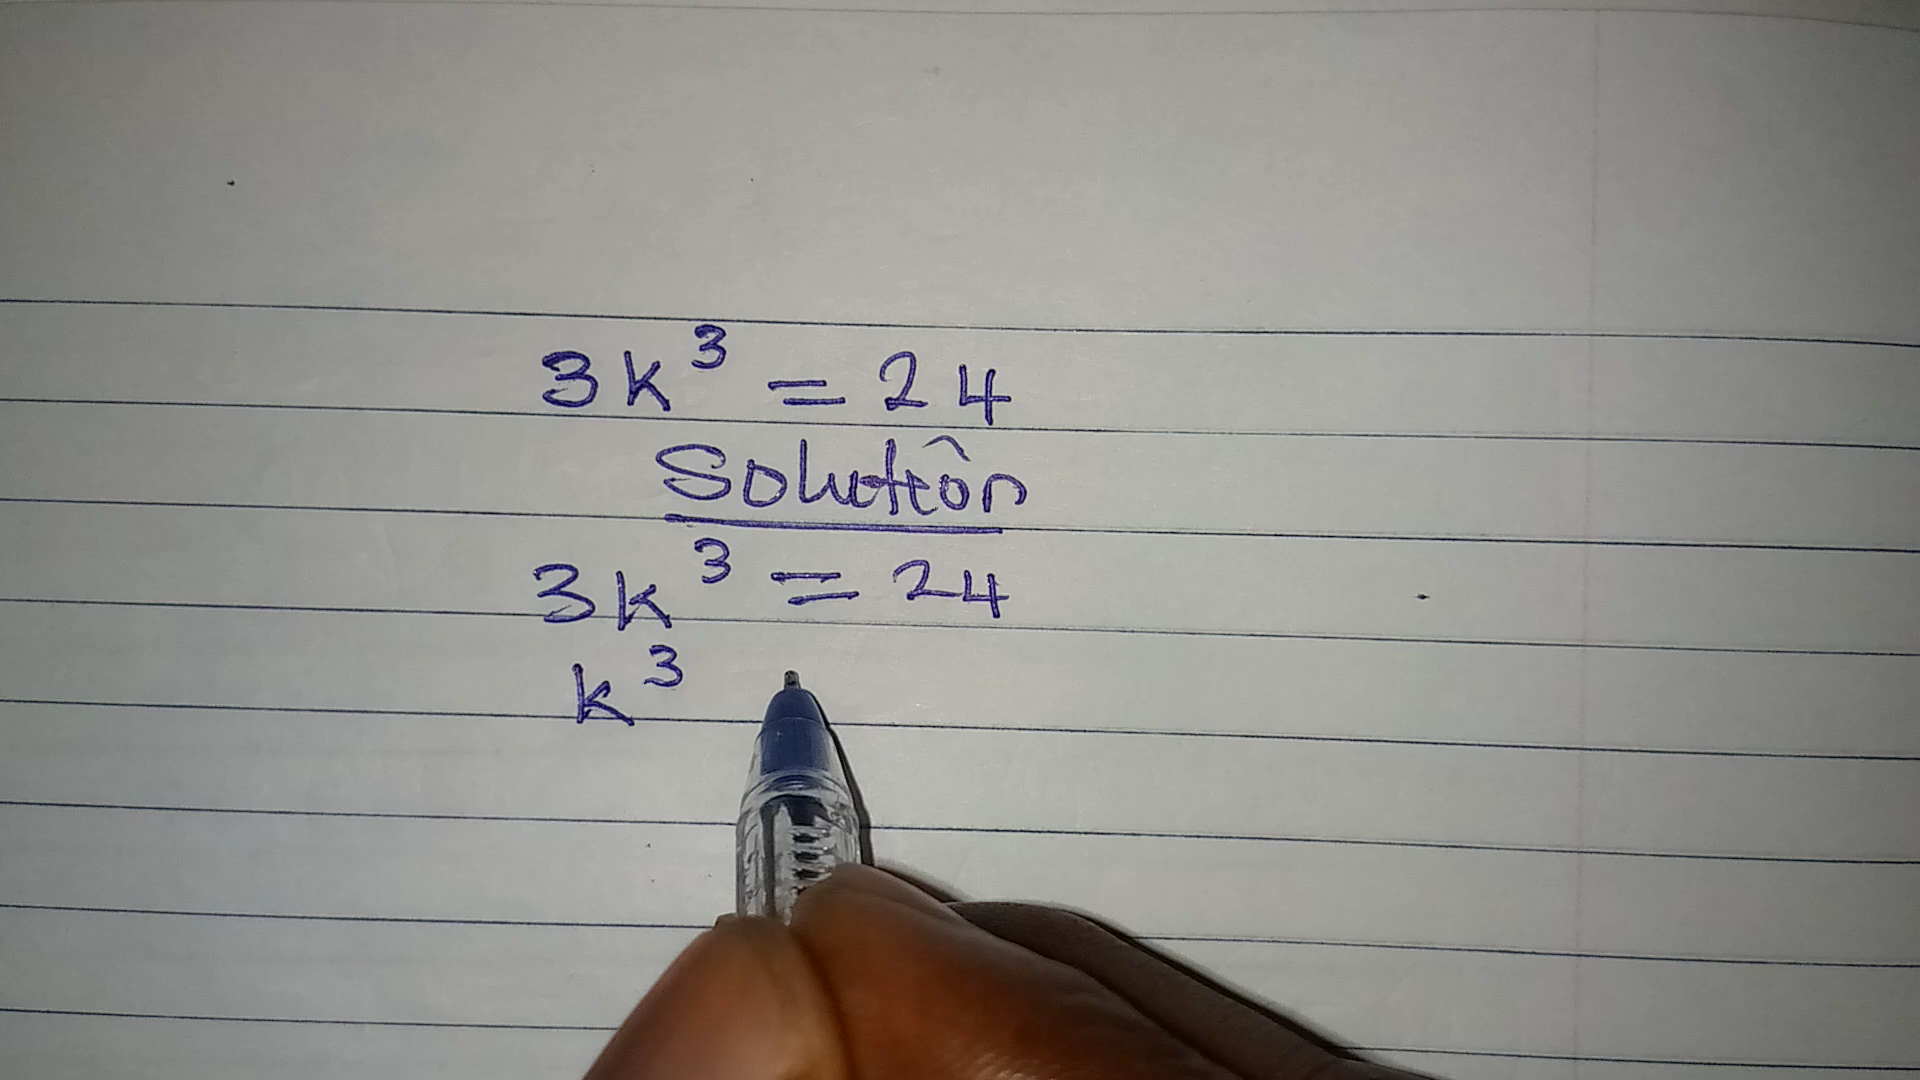 3k³ = 24
Solution
3k³ = 24
k³